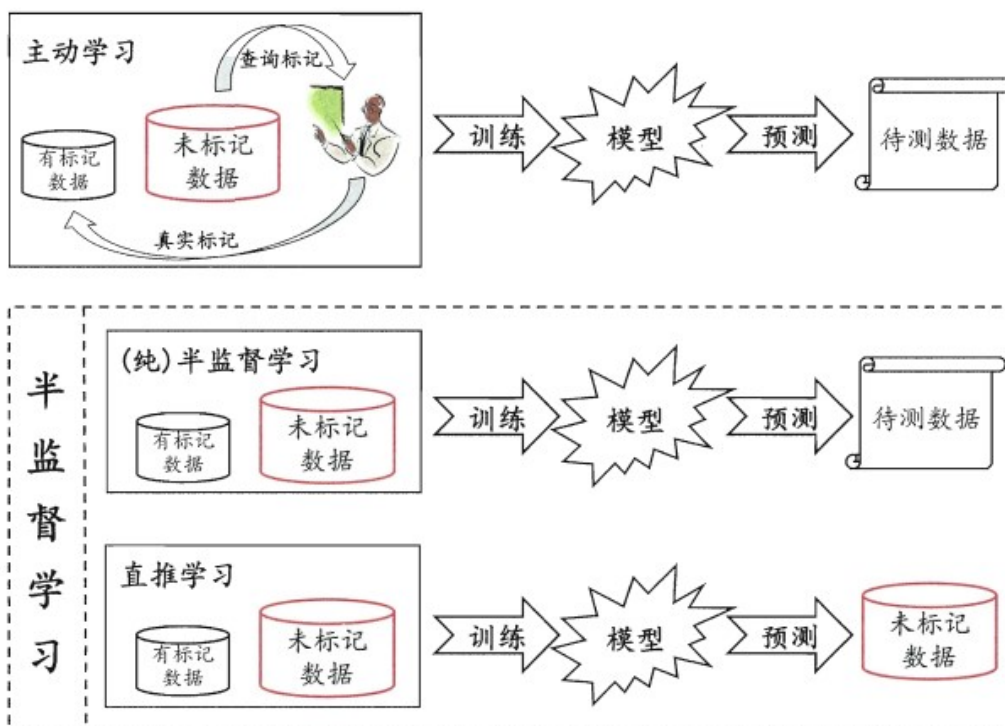 主动学习
查询标记
有标记
数据
未标记
数据
真实标记
训练
模型
预测
待测数据
半监督学习
(纯)半监督学习
有标记
数据
未标记
数据
训练
模型
预测
待测数据
直推学习
有标记
数据
未标记
数据
训练
模型
预测
未标记
数据